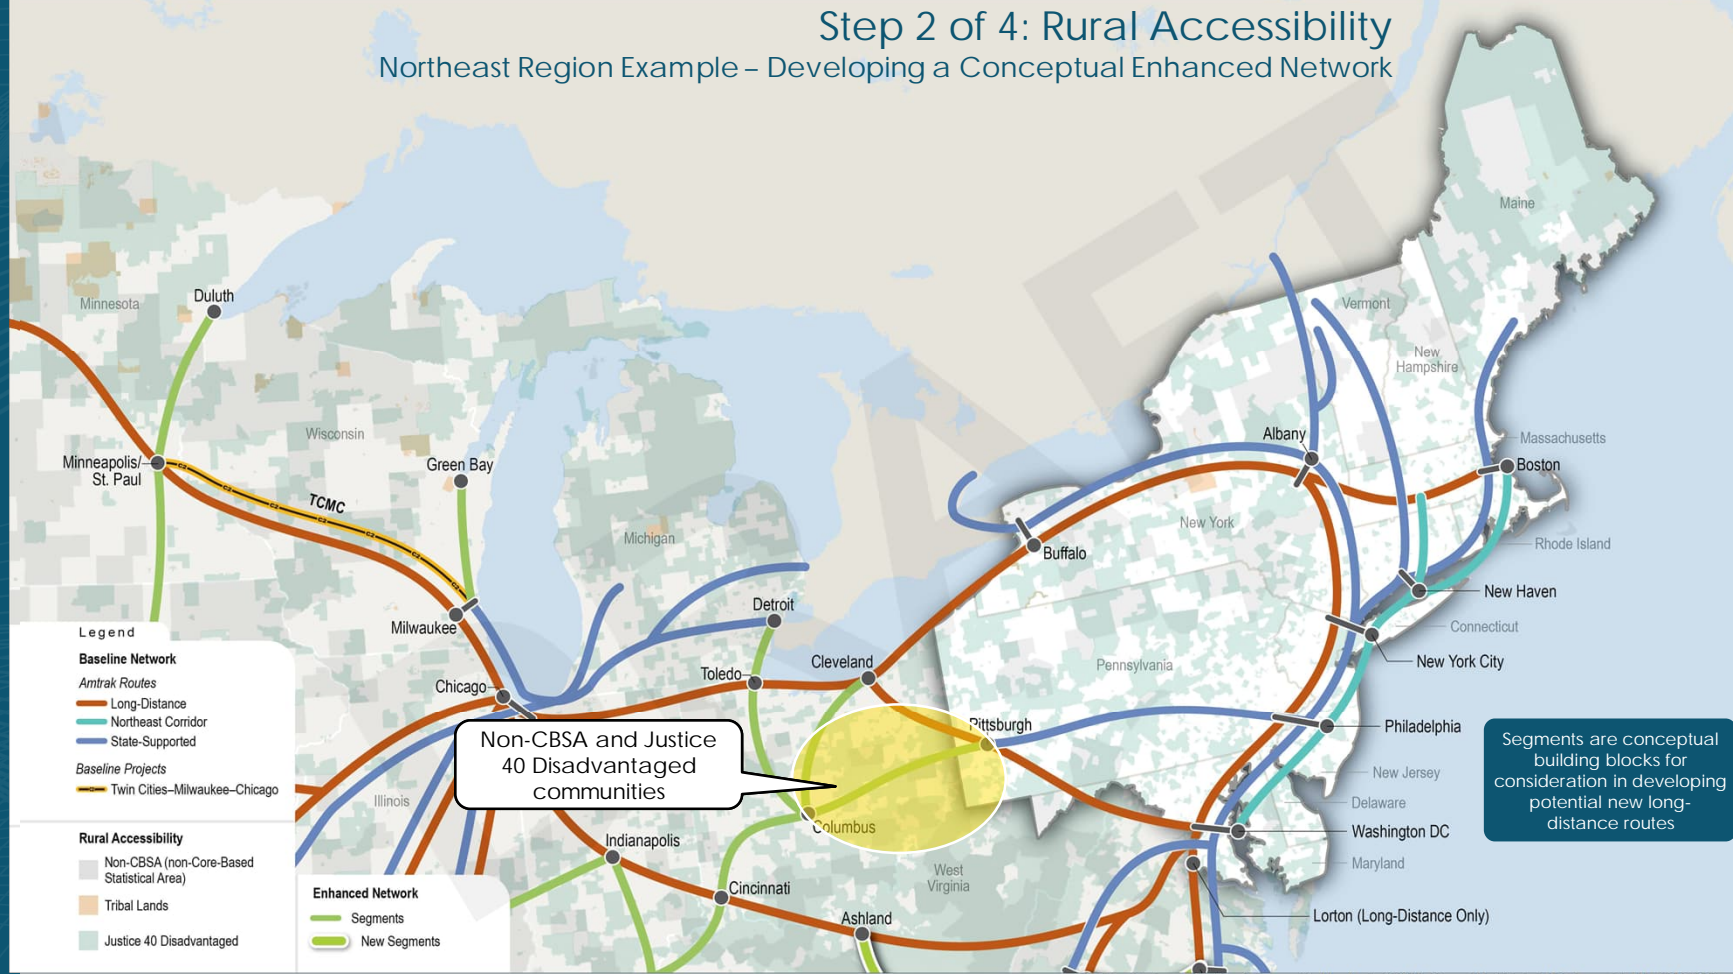 Step 2 of 4: Rural Accessibility
Northeast Region Example – Developing a Conceptual Enhanced Network
DRAFT
Maine
Minnesota
Duluth
Vermont
New
Hampshire
Wisconsin
Minneapolis/
St. Paul
Green Bay
TCMC
Albany
Massachusetts
Boston
Michigan
New York
Buffalo
Rhode Island
New Haven
Detroit
Milwaukee
Connecticut
New York City
Toledo
Cleveland
Pennsylvania
Chicago
Pittsburgh
Philadelphia
Non-CBSA and Justice
40 Disadvantaged
communities
Segments are conceptual
building blocks for
consideration in developing
potential new long-
distance routes
New Jersey
Illinois
Delaware
Columbus
Washington DC
Indianapolis
Maryland
West
Virginia
Cincinnati
Ashland
Lorton (Long-Distance Only)
Legend
Baseline Network
Amtrak Routes
Long-Distance
Northeast Corridor
State-Supported
Baseline Projects
Twin Cities–Milwaukee–Chicago
Rural Accessibility
Non-CBSA (non-Core-Based
Statistical Area)
Tribal Lands
Justice 40 Disadvantaged
Enhanced Network
Segments
New Segments